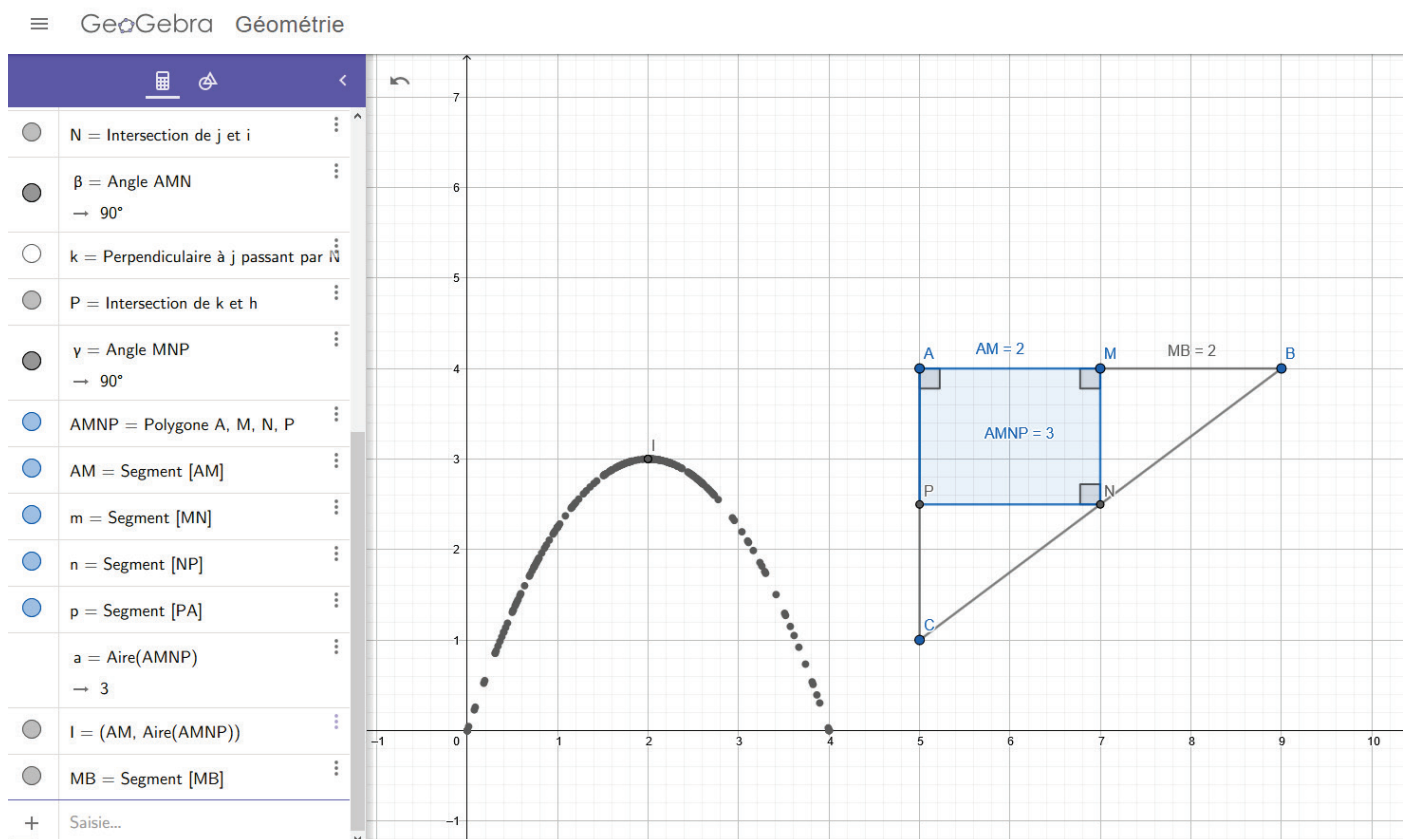 GeoGebra Géométrie
N = Intersection de j et i
β = Angle AMN
→ 90°
k = Perpendiculaire à j passant par N
P = Intersection de k et h
γ = Angle MNP
→ 90°
AMNP = Polygone A, M, N, P
AM = Segment [AM]
m = Segment [MN]
n = Segment [NP]
p = Segment [PA]
a = Aire(AMNP)
→ 3
I = (AM, Aire(AMNP))
MB = Segment [MB]
Saisie...
7
6
5
4
3
2
1
–1
–1 0 1 2 3 4 5 6 7 8 9 10
A AM = 2 M MB = 2 B
AMNP = 3
I
P N
C